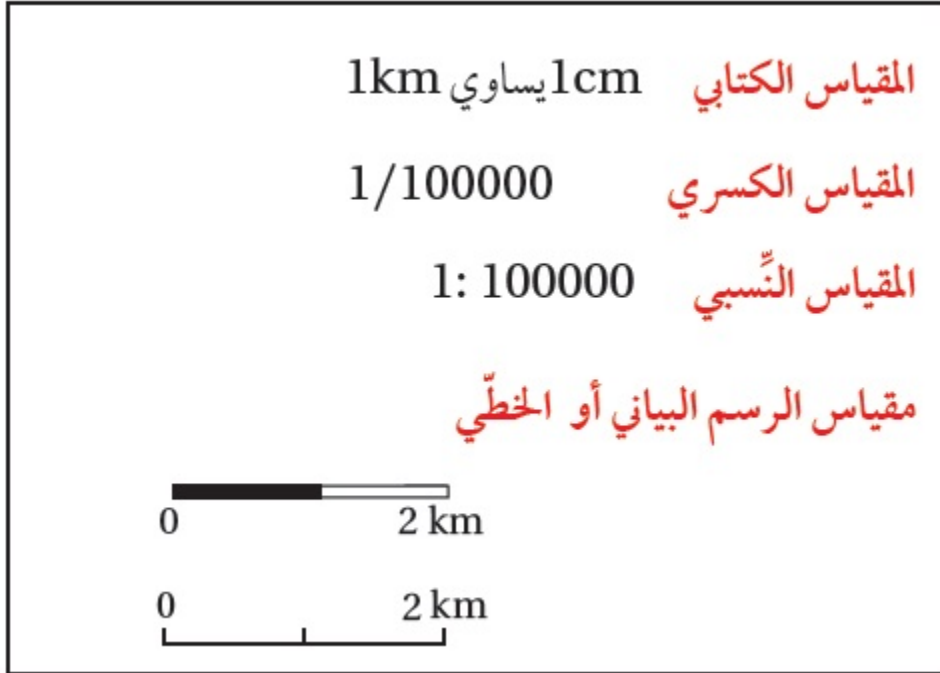 المقياس الكتابي 1cm يساوي 1km
المقياس الكسري 1/100000
المقياس النِّسبي 1: 100000
مقياس الرسم البياني أو الخطّي
0 2 km
0 2 km